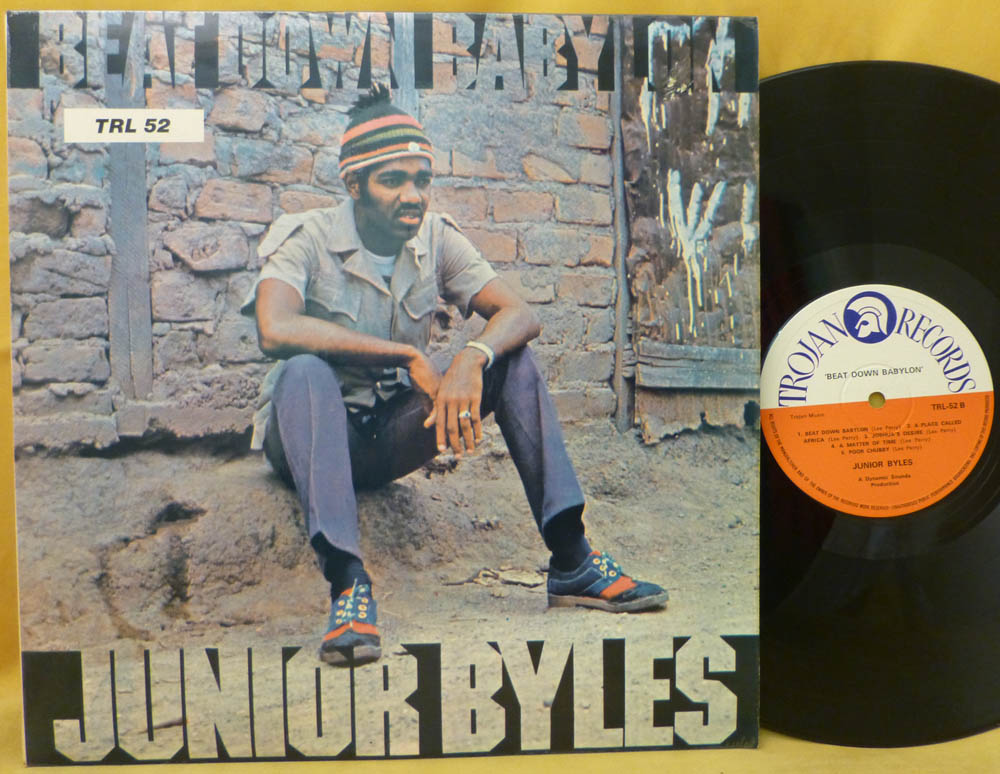 BEAT DOWN BABYLON
TRL 52
JUNIOR BYLES
TROJAN RECORDS
'BEAT DOWN BABYLON'
TRL-52 B
Trojan Music
1. BEAT DOWN BABYLON (Lee Perry) 2. A PLACE CALLED
AFRICA (Lee Perry) 3. JOSHUA'S DESIRE (Lee Perry)
4. A MATTER OF TIME (Lee Perry)
5. POOR CHUBBY (Lee Perry)
JUNIOR BYLES
A Dynamic Sounds
Production